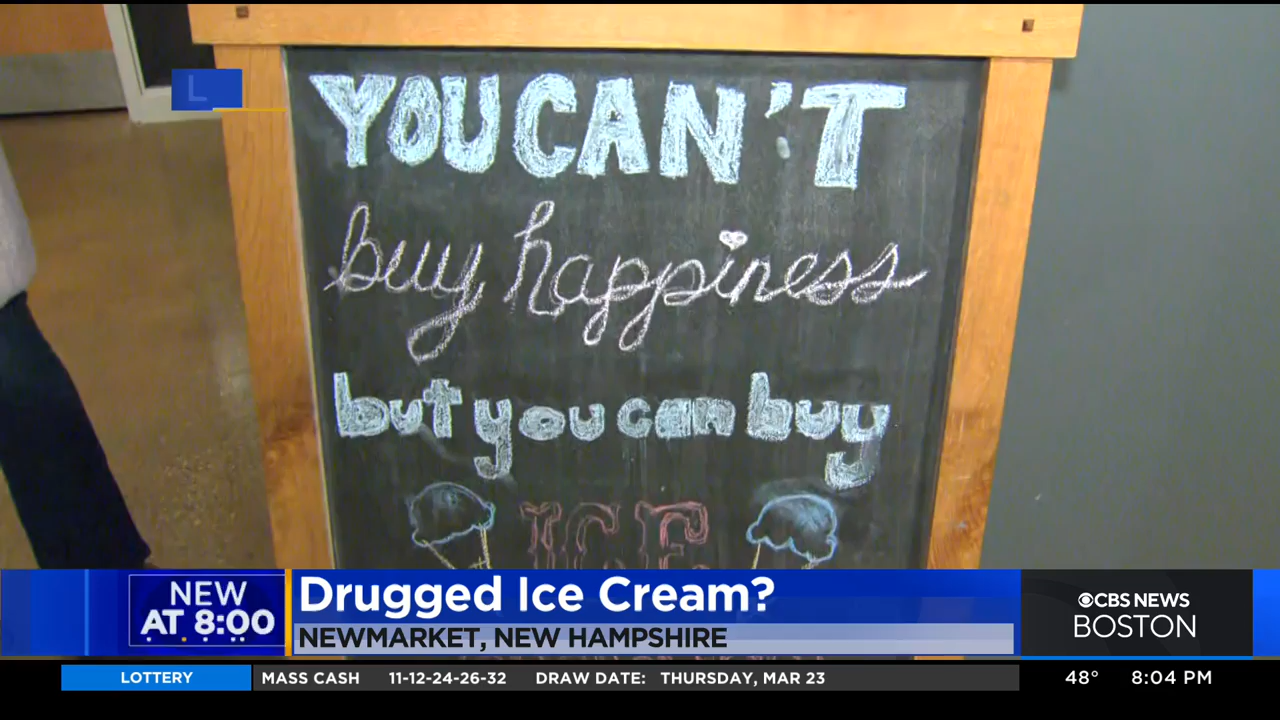 L
YOU CAN'T
buy happiness
but you can buy
ICE
NEW
AT 8:00
Drugged Ice Cream?
NEWMARKET, NEW HAMPSHIRE
CBS NEWS
BOSTON
LOTTERY
MASS CASH 11-12-24-26-32 DRAW DATE: THURSDAY, MAR 23
48° 8:04 PM